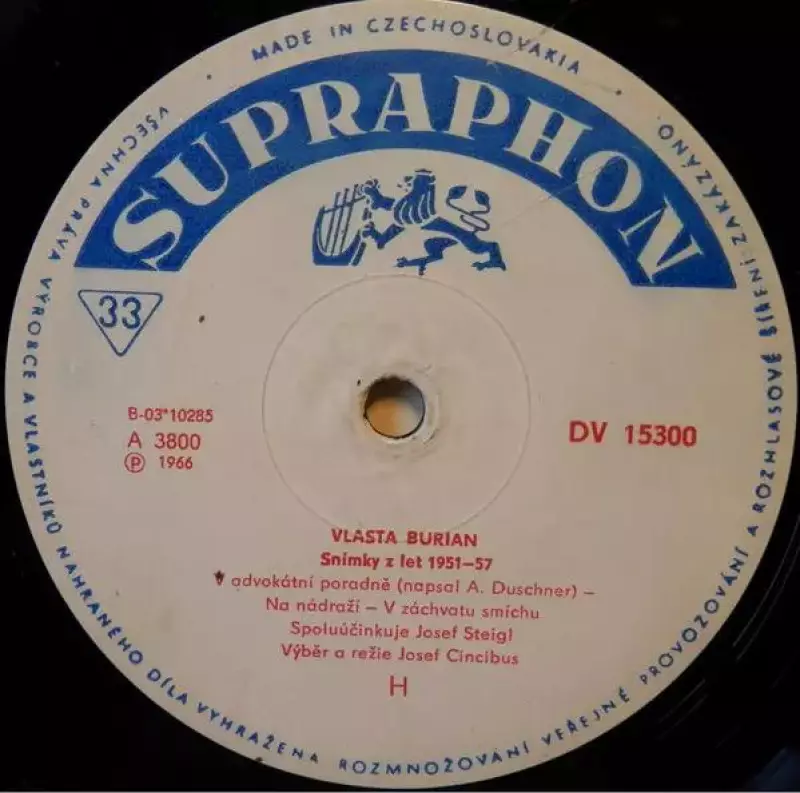 MADE IN CZECHOSLOVAKIA
SUPRAPHON
33
B-03*10285
A 3800
Ⓟ 1966
DV 15300
VLASTA BURIAN
Snímky z let 1951–57
V advokátní poradně (napsal A. Duschner) –
Na nádraží – V záchvatu smíchu
Spoluúčinkuje Josef Steigl
Výběr a režie Josef Cincibus
H
VŠECHNA PRÁVA VÝROBCE A VLASTNÍKŮ NAHRANÉHO DÍLA VYHRAŽENA ROZMNOŽOVÁNÍ VEŘEJNÉ PROVOZOVÁNÍ A ROZHLASOVÉ ŠÍŘENÍ ZAKÁZÁNO.